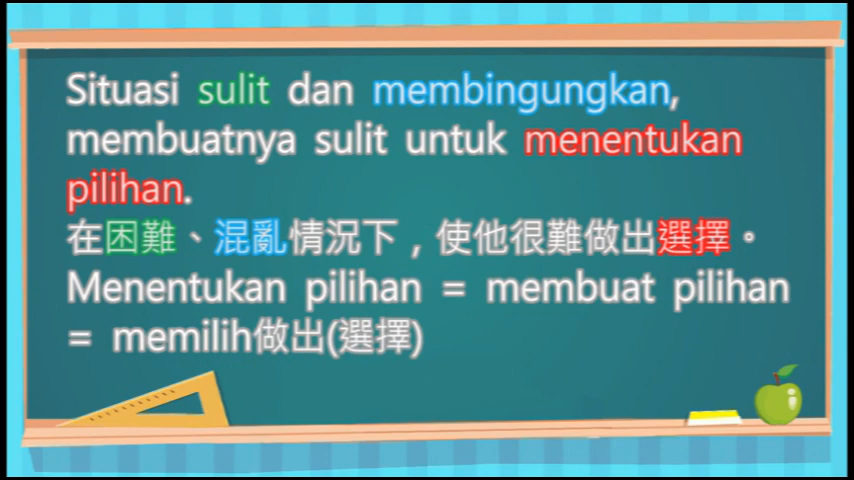 Situasi sulit dan membingungkan,
membuatnya sulit untuk menentukan
pilihan.
在困難、混亂情況下，使他很難做出選擇。
Menentukan pilihan = membuat pilihan
= memilih做出(選擇)